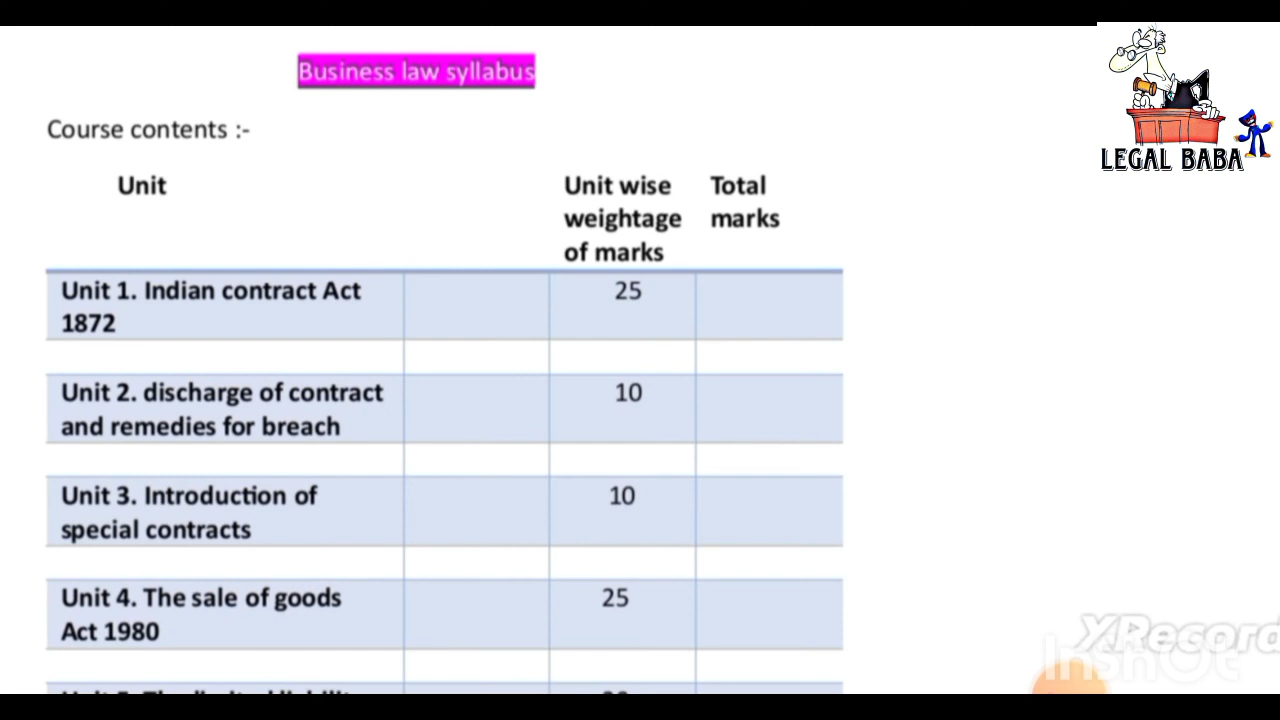 Business law syllabus
LEGAL BABA
Course contents :-
Unit
Unit wise weightage of marks
Total marks
Unit 1. Indian contract Act 1872
25
Unit 2. discharge of contract and remedies for breach
10
Unit 3. Introduction of special contracts
10
Unit 4. The sale of goods Act 1980
25
XRecord
InShOt